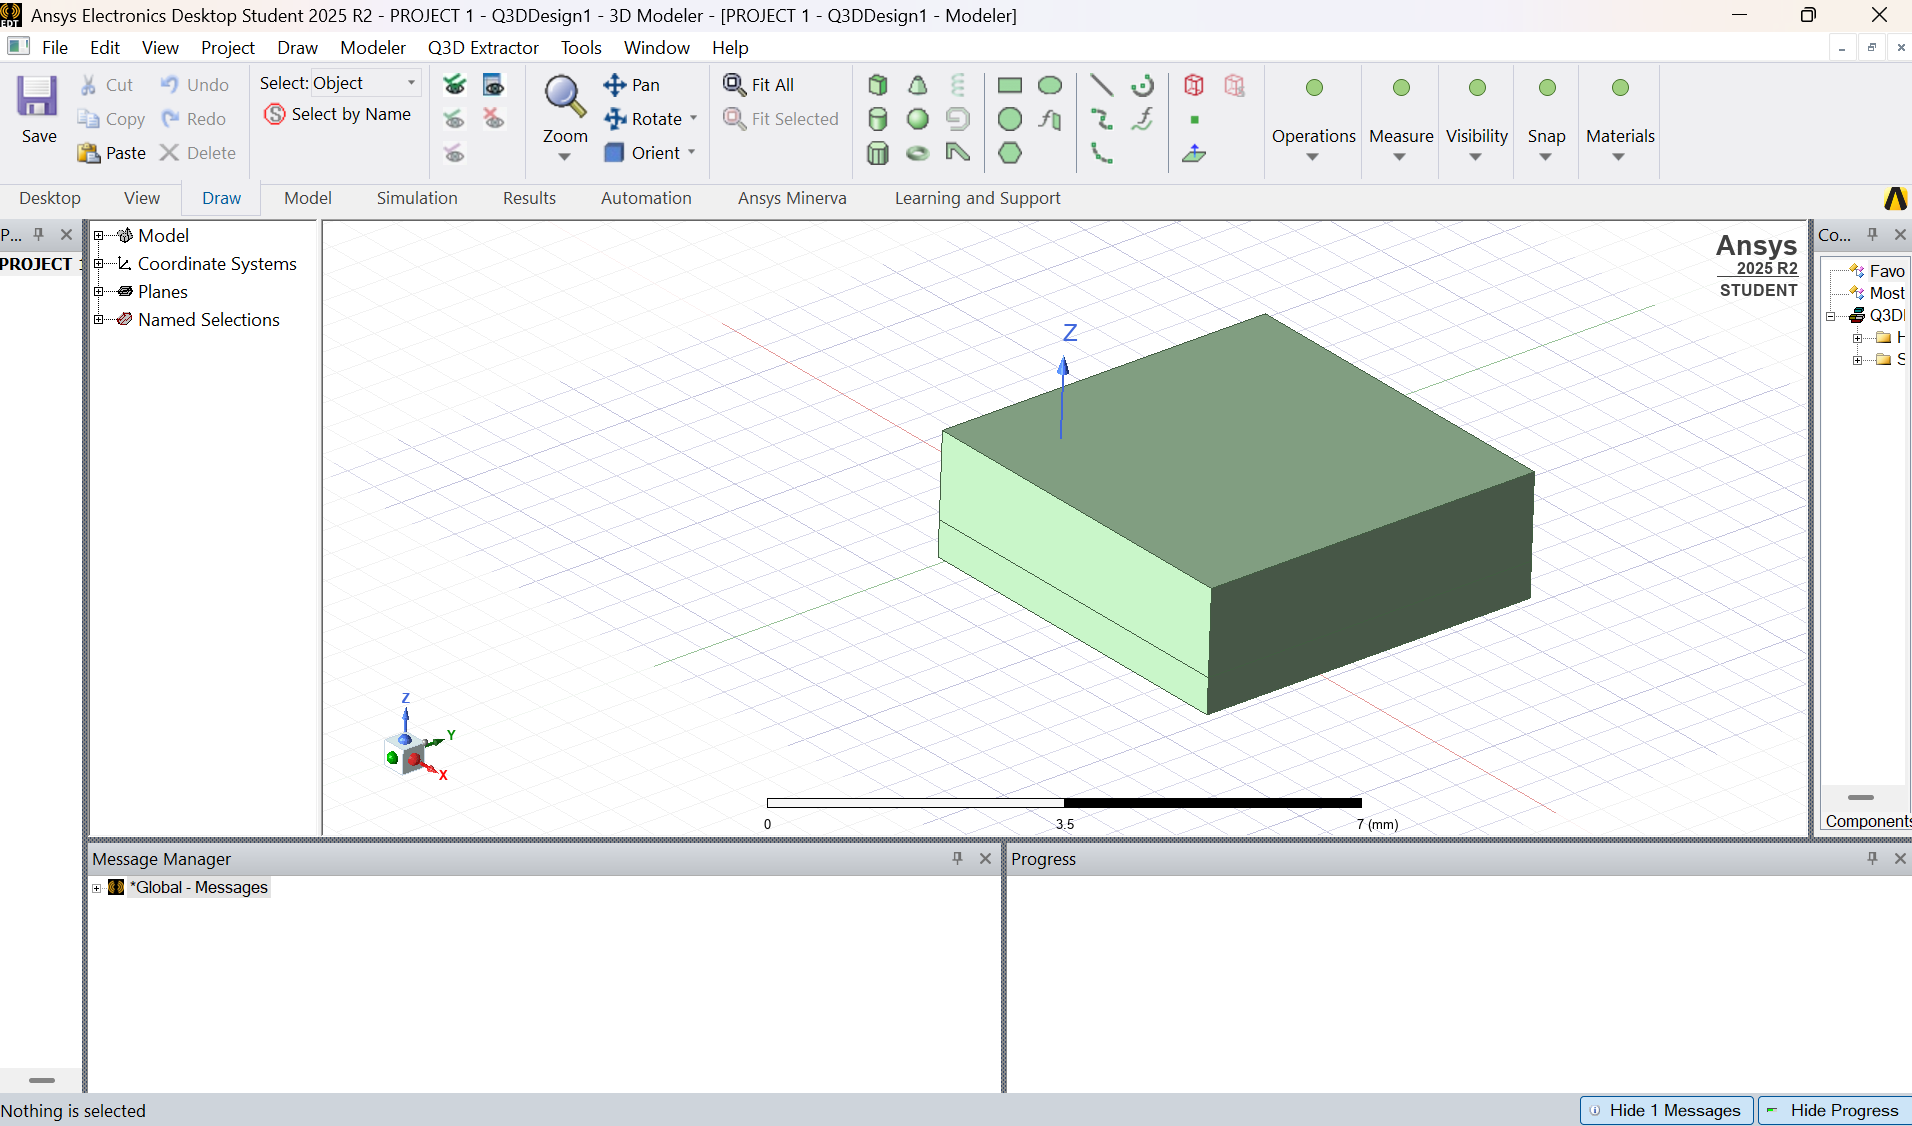 Ansys Electronics Desktop Student 2025 R2 - PROJECT 1 - Q3DDesign1 - 3D Modeler - [PROJECT 1 - Q3DDesign1 - Modeler]
File Edit View Project Draw Modeler Q3D Extractor Tools Window Help
Save
Cut
Copy
Paste
Undo
Redo
Delete
Select: Object
Select by Name
Zoom
Pan
Rotate
Orient
Fit All
Fit Selected
Operations
Measure
Visibility
Snap
Materials
Desktop View Draw Model Simulation Results Automation Ansys Minerva Learning and Support
P...
PROJECT
Model
Coordinate Systems
Planes
Named Selections
Ansys
2025 R2
STUDENT
Z
Z
Y
X
0 3.5 7 (mm)
Co...
Favo
Most
Q3D
H
S
Components
Message Manager
*Global - Messages
Progress
Nothing is selected
Hide 1 Messages
Hide Progress